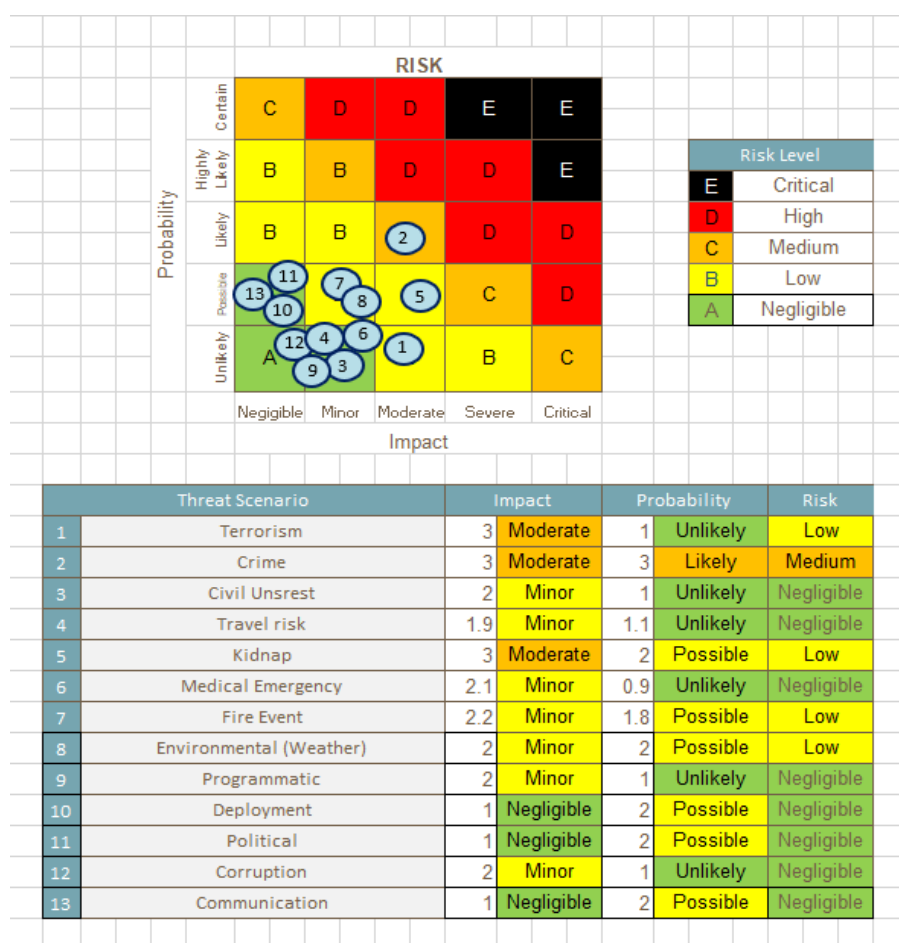 RISK
Certain C D D E E
Highly
Likely B B D D E
Probability
Likely B B 2 D D
Possible 13 11 10 7 8 5 C D
Unlikely A 12 9 4 3 6 1 B C
Negigible Minor Moderate Severe Critical
Impact
Risk Level
E Critical
D High
C Medium
B Low
A Negligible
Threat Scenario Impact Probability Risk
1 Terrorism 3 Moderate 1 Unlikely Low
2 Crime 3 Moderate 3 Likely Medium
3 Civil Unsrest 2 Minor 1 Unlikely Negligible
4 Travel risk 1.9 Minor 1.1 Unlikely Negligible
5 Kidnap 3 Moderate 2 Possible Low
6 Medical Emergency 2.1 Minor 0.9 Unlikely Negligible
7 Fire Event 2.2 Minor 1.8 Possible Low
8 Environmental (Weather) 2 Minor 2 Possible Low
9 Programmatic 2 Minor 1 Unlikely Negligible
10 Deployment 1 Negligible 2 Possible Negligible
11 Political 1 Negligible 2 Possible Negligible
12 Corruption 2 Minor 1 Unlikely Negligible
13 Communication 1 Negligible 2 Possible Negligible